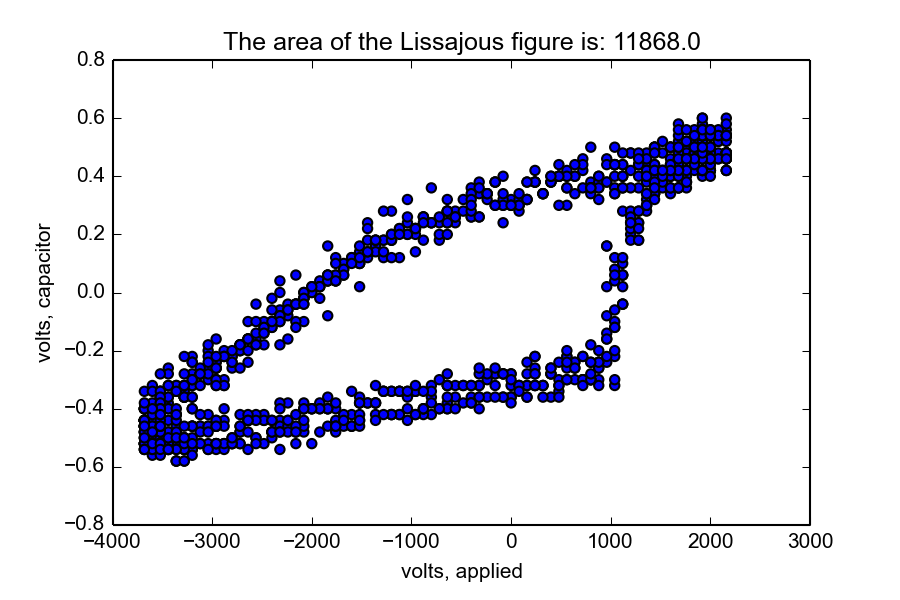 The area of the Lissajous figure is: 11868.0
0.8
0.6
0.4
0.2
0.0
−0.2
−0.4
−0.6
−0.8
volts, capacitor
−4000 −3000 −2000 −1000 0 1000 2000 3000
volts, applied